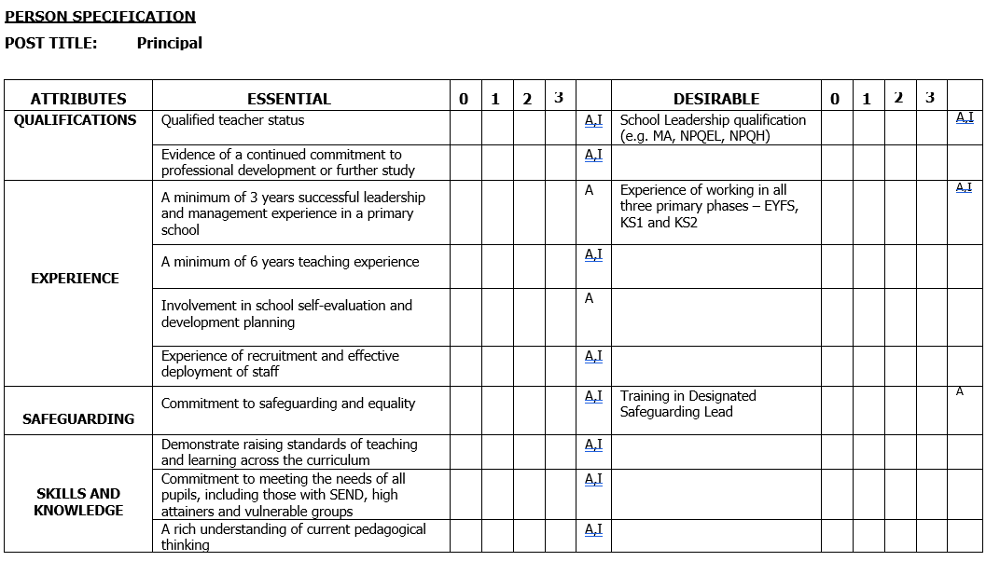 PERSON SPECIFICATION
POST TITLE: Principal
ATTRIBUTES ESSENTIAL 0 1 2 3 DESIRABLE 0 1 2 3
QUALIFICATIONS Qualified teacher status A,I School Leadership qualification A,I
(e.g. MA, NPQEL, NPQH)
Evidence of a continued commitment to A,I
professional development or further study
A minimum of 3 years successful leadership A Experience of working in all A,I
and management experience in a primary three primary phases – EYFS,
school KS1 and KS2
A minimum of 6 years teaching experience A,I
EXPERIENCE
Involvement in school self-evaluation and A
development planning
Experience of recruitment and effective A,I
deployment of staff
Commitment to safeguarding and equality A,I Training in Designated A
SAFEGUARDING Safeguarding Lead
Demonstrate raising standards of teaching A,I
and learning across the curriculum
Commitment to meeting the needs of all A,I
SKILLS AND pupils, including those with SEND, high
KNOWLEDGE attainers and vulnerable groups
A rich understanding of current pedagogical A,I
thinking